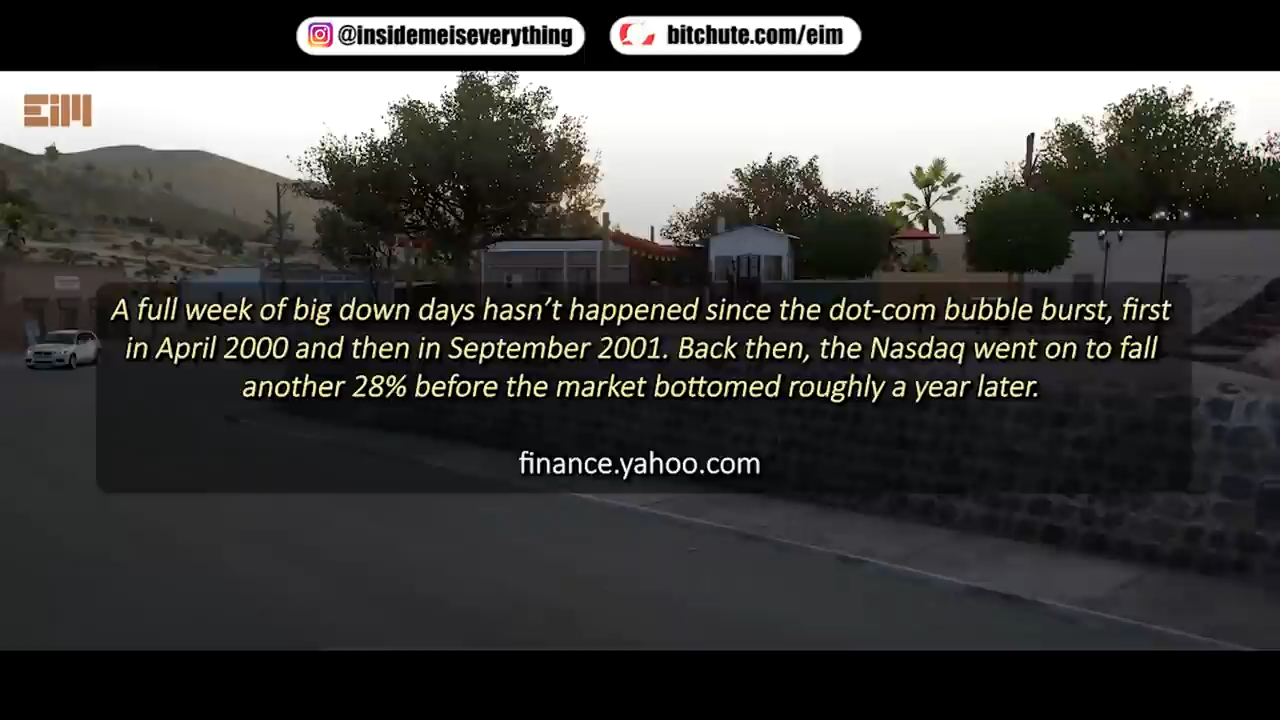 @insidemeiseverything
bitchute.com/eim
EiM
A full week of big down days hasn’t happened since the dot-com bubble burst, first
in April 2000 and then in September 2001. Back then, the Nasdaq went on to fall
another 28% before the market bottomed roughly a year later.
finance.yahoo.com